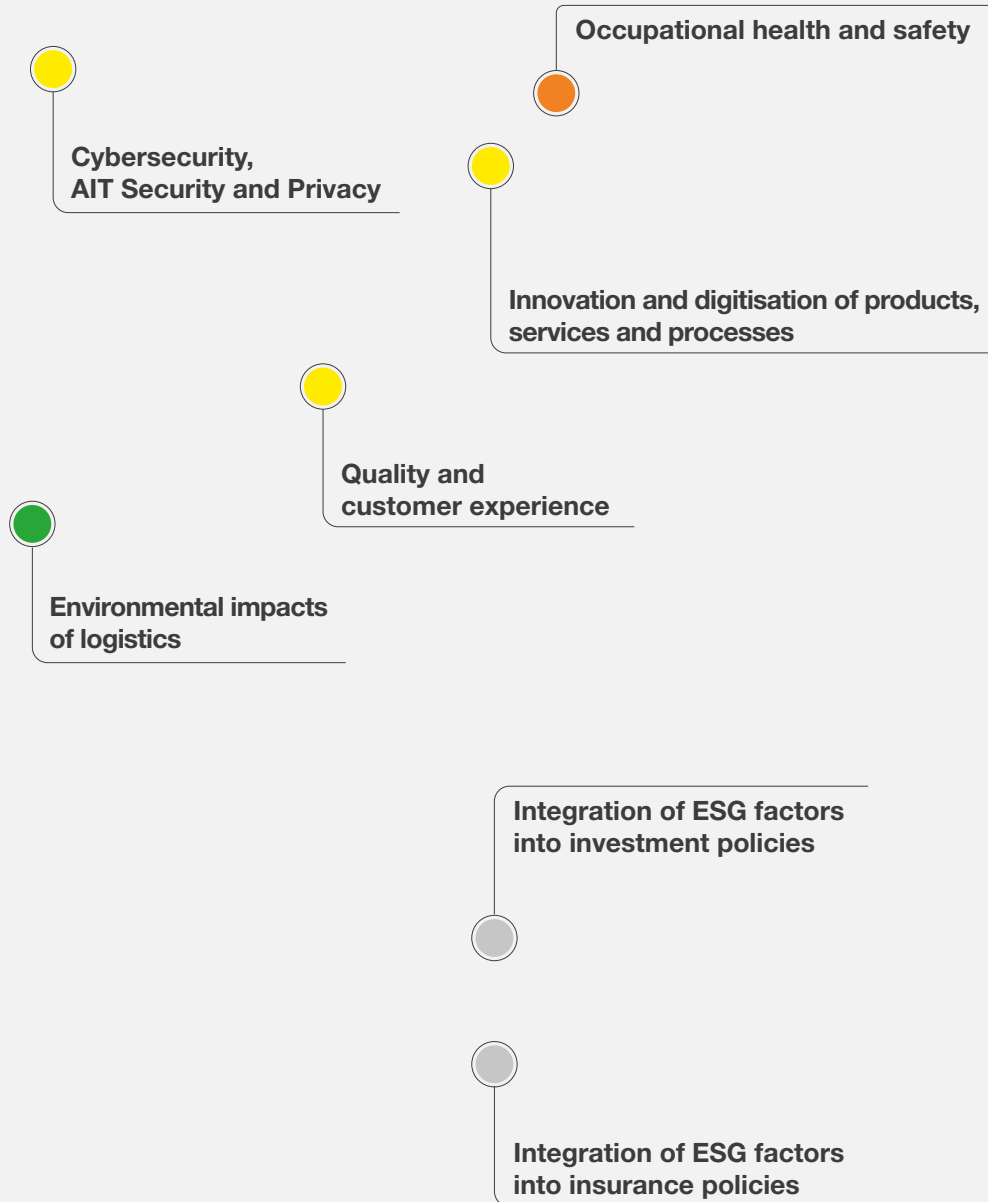 Occupational health and safety
Cybersecurity,
AIT Security and Privacy
Innovation and digitisation of products,
services and processes
Quality and
customer experience
Environmental impacts
of logistics
Integration of ESG factors
into investment policies
Integration of ESG factors
into insurance policies